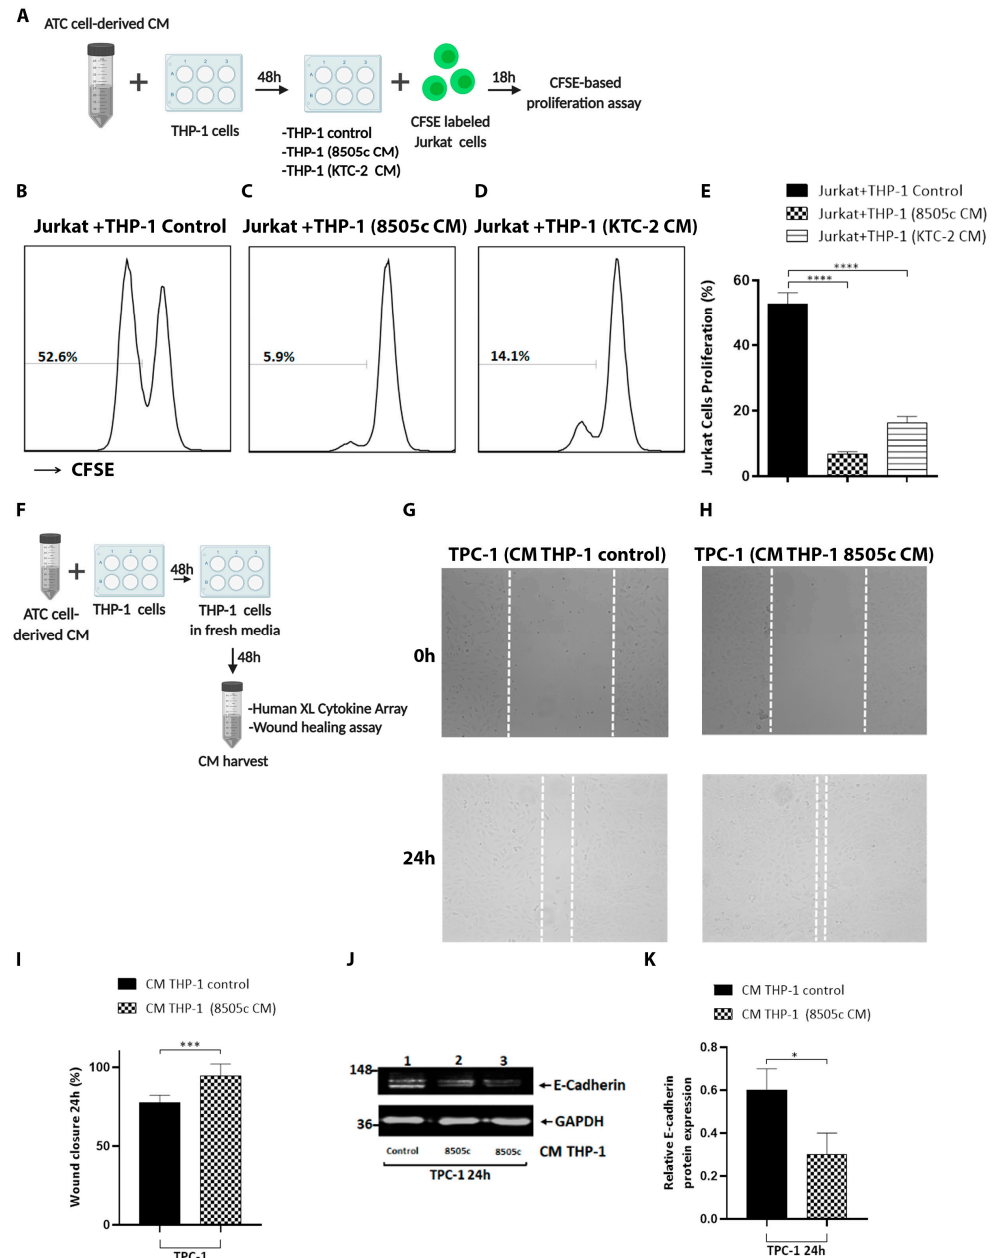 A
ATC cell-derived CM
THP-1 cells
48h
-THP-1 control
-THP-1 (8505c CM)
-THP-1 (KTC-2 CM)
CFSE labeled
Jurkat cells
18h
CFSE-based
proliferation assay
B
Jurkat +THP-1 Control
52.6%
CFSE
C
Jurkat +THP-1 (8505c CM)
5.9%
D
Jurkat +THP-1 (KTC-2 CM)
14.1%
E
Jurkat+THP-1 Control
Jurkat+THP-1 (8505c CM)
Jurkat+THP-1 (KTC-2 CM)
Jurkat Cells Proliferation (%)
60
40
20
0
****
****
F
ATC cell-
derived CM
THP-1 cells
48h
THP-1 cells
in fresh media
48h
-Human XL Cytokine Array
-Wound healing assay
CM harvest
G
TPC-1 (CM THP-1 control)
H
TPC-1 (CM THP-1 8505c CM)
0h
24h
I
CM THP-1 control
CM THP-1 (8505c CM)
Wound closure 24h (%)
100
50
0
***
TPC-1
J
1 2 3
148
E-Cadherin
36
GAPDH
Control 8505c 8505c CM THP-1
TPC-1 24h
K
CM THP-1 control
CM THP-1 (8505c CM)
Relative E-cadherin
protein expression
0.8
0.6
0.4
0.2
0.0
*
TPC-1 24h